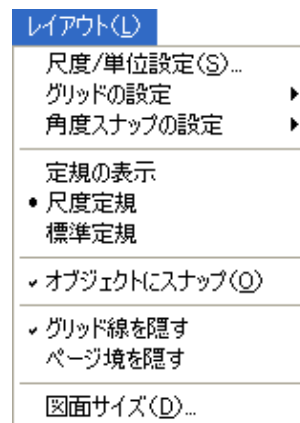 レイアウト(L)
尺度/単位設定(S)...
グリッドの設定
角度スナップの設定
定規の表示
尺度定規
標準定規
オブジェクトにスナップ(O)
グリッド線を隠す
ページ境を隠す
図面サイズ(D)...